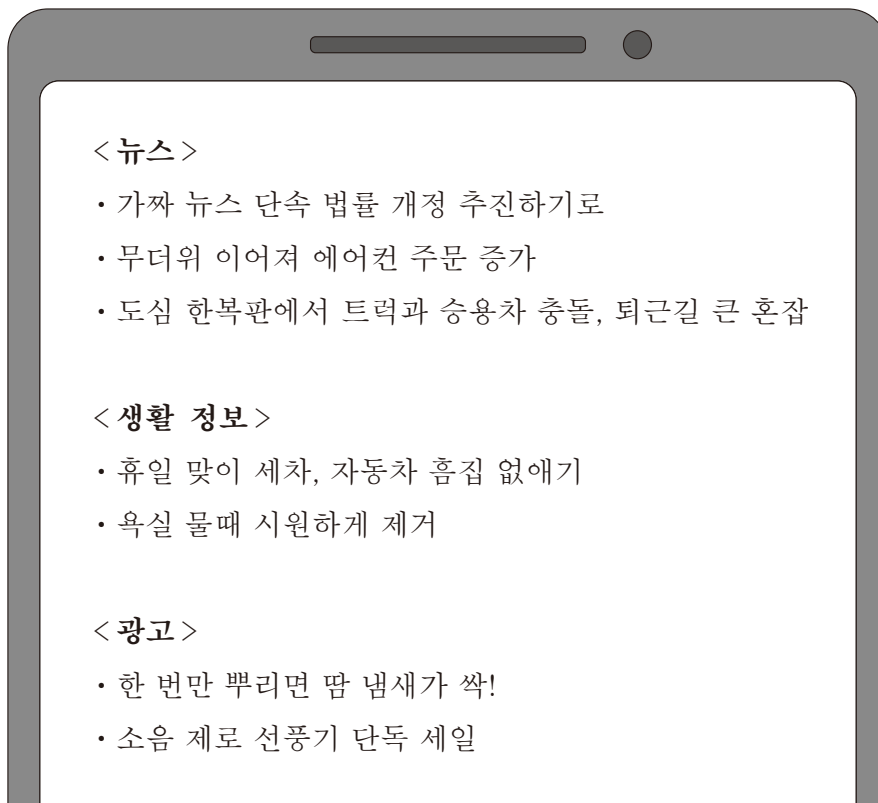 <뉴스>
・가짜 뉴스 단속 법률 개정 추진하기로
・무더위 이어져 에어컨 주문 증가
・도심 한복판에서 트럭과 승용차 충돌, 퇴근길 큰 혼잡
<생활 정보>
・휴일 맞이 세차, 자동차 흠집 없애기
・욕실 물때 시원하게 제거
<광고>
・한 번만 뿌리면 땀 냄새가 싹!
・소음 제로 선풍기 단독 세일